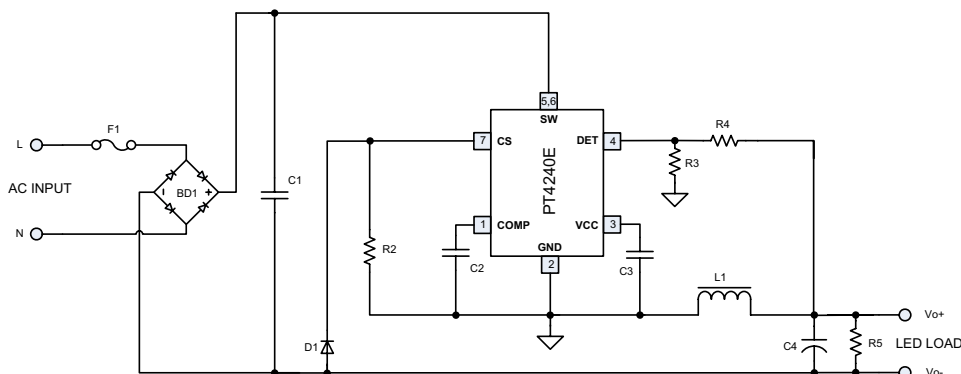 F1
L
AC INPUT
N
BD1
- +
C1
5,6
SW
7 CS
DET 4
PT4240E
1 COMP
VCC 3
GND
2
R4
R3
R2
C2
C3
L1
D1
C4
R5
Vo+
LED LOAD
Vo-